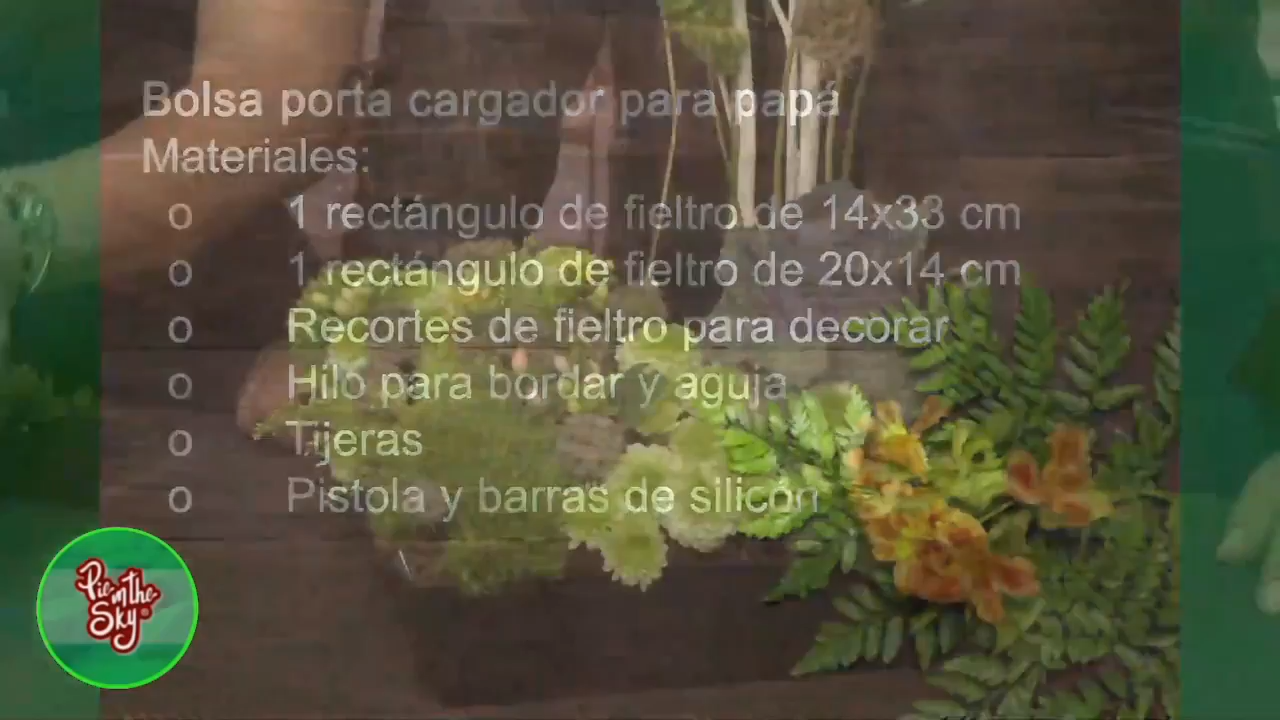 Bolsa porta cargador para papá
Materiales:
o 1 rectángulo de fieltro de 14x33 cm
o 1 rectángulo de fieltro de 20x14 cm
o Recortes de fieltro para decorar
o Hilo para bordar y aguja
o Tijeras
o Pistola y barras de silicón
Pie in the
Sky